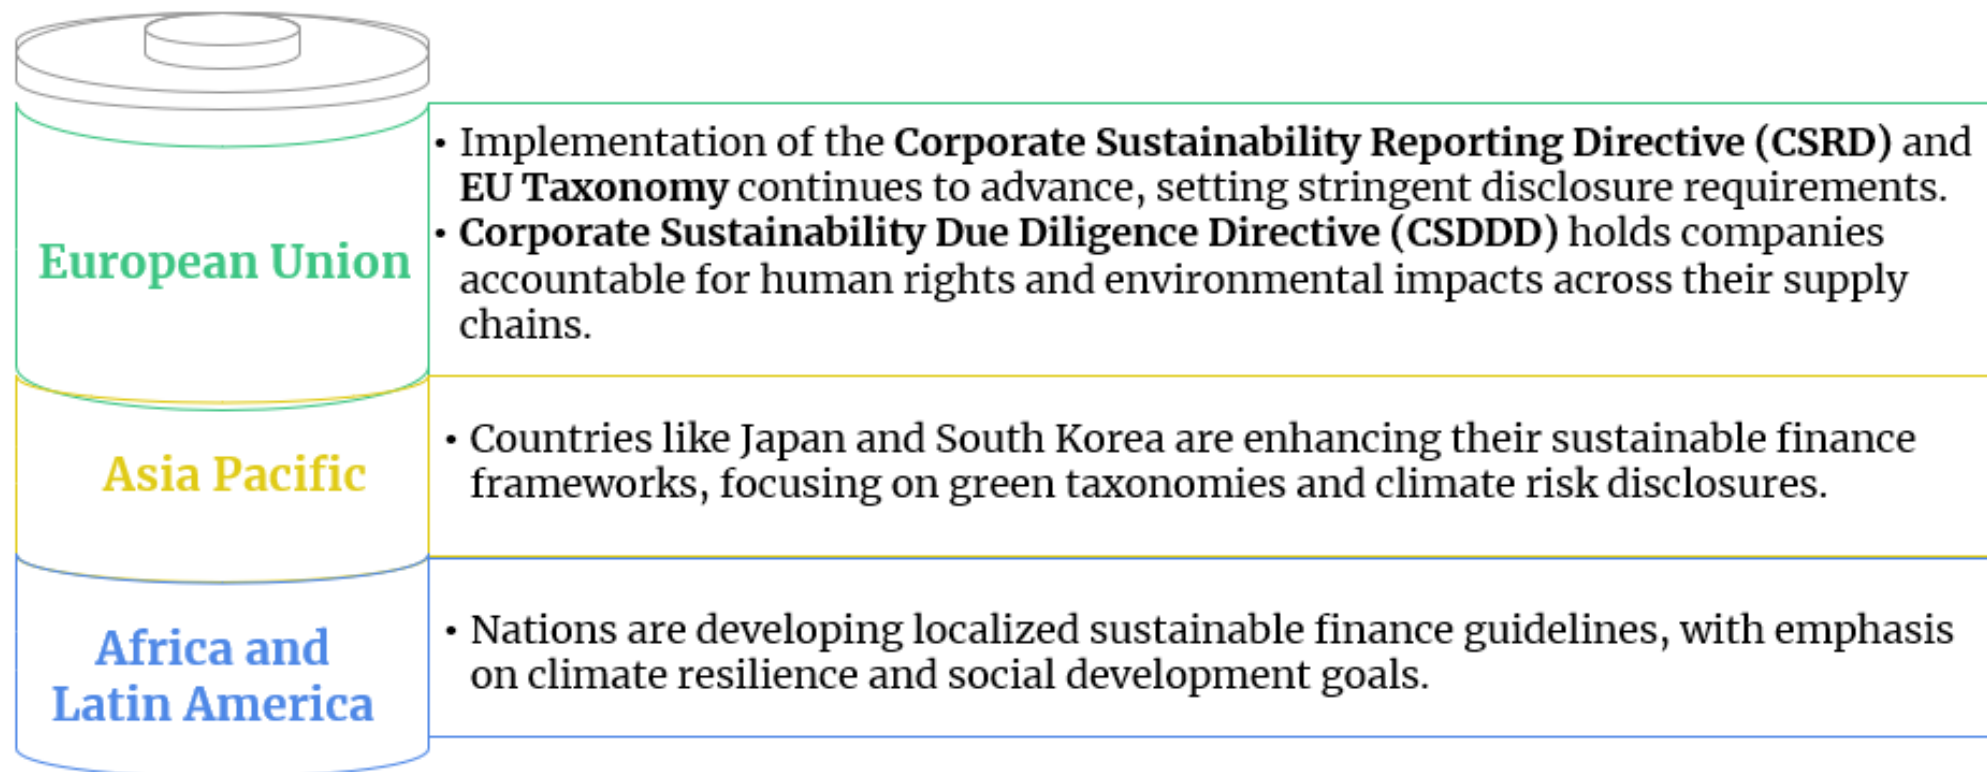 European Union
• Implementation of the Corporate Sustainability Reporting Directive (CSRD) and
EU Taxonomy continues to advance, setting stringent disclosure requirements.
• Corporate Sustainability Due Diligence Directive (CSDDD) holds companies
accountable for human rights and environmental impacts across their supply
chains.
Asia Pacific
• Countries like Japan and South Korea are enhancing their sustainable finance
frameworks, focusing on green taxonomies and climate risk disclosures.
Africa and
Latin America
• Nations are developing localized sustainable finance guidelines, with emphasis
on climate resilience and social development goals.